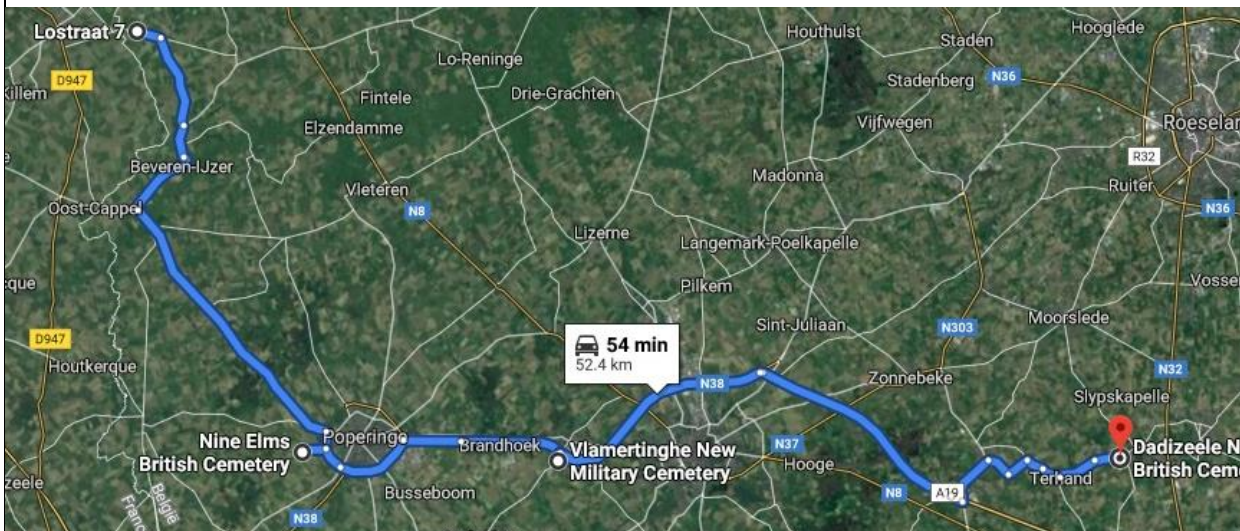 Lostraat 7
D947
Killem
Lo-Reninge
Houthulst
Staden
Hooglede
N36
Stadenberg
Drie-Grachten
Fintele
Elzendamme
Vijfwegen
Roeselar
R32
Beveren-IJzer
Vleteren
Madonna
Ruiter
N36
Oost-Cappel
N8
Lizerne
Langemark-Poelkapelle
cque
Pilkem
Vosse
54 min
52.4 km
Sint-Juliaan
N303
Moorslede
D947
Houtkerque
N38
Zonnebeke
N32
Slypskapelle
Nine Elms
British Cemetery
Poperinge
Brandhoek
Vlamertinghe New
Military Cemetery
N37
Hooge
Dadizeele N
British Ceme
Terhand
zeele
Busseboom
N8
A19
N38
België
Franc